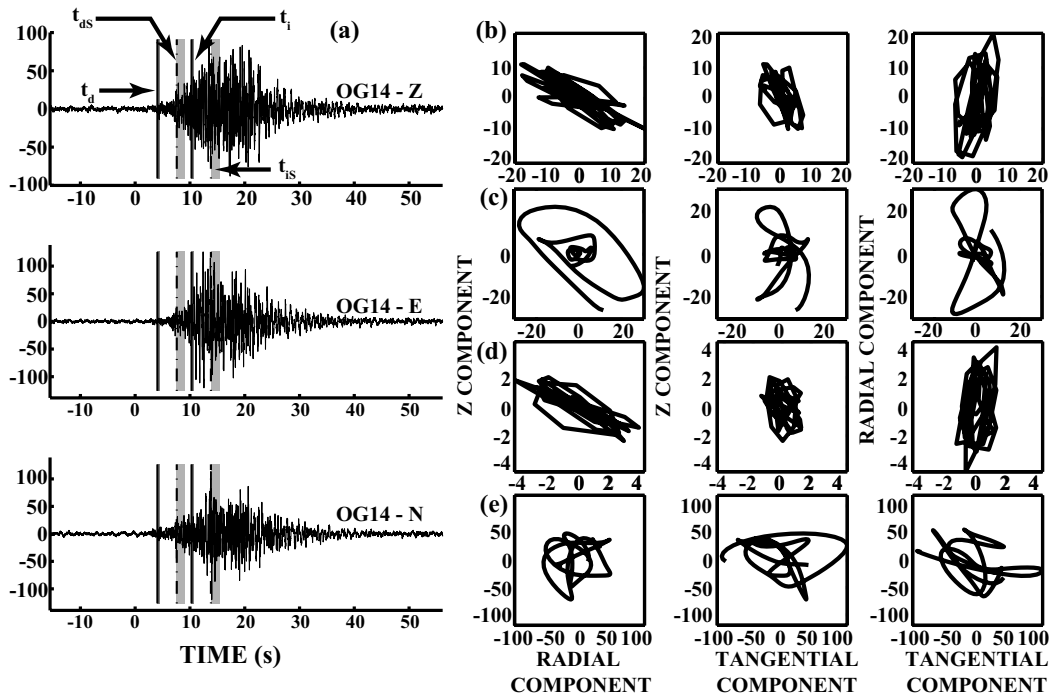 (a)
t_dS
t_i
t_d
t_iS
OG14 - Z
100
50
0
-50
-100
-10 0 10 20 30 40 50
OG14 - E
100
50
0
-50
-100
-10 0 10 20 30 40 50
OG14 - N
100
50
0
-50
-100
-10 0 10 20 30 40 50
TIME (s)
(b)
20
10
0
-10
-20
-20 -10 0 10 20
20
10
0
-10
-20
-20 -10 0 10 20
20
10
0
-10
-20
-20 -10 0 10 20
(c)
20
0
-20
-20 0 20
20
0
-20
-20 0 20
20
0
-20
-20 0 20
(d)
4
2
0
-2
-4
-4 -2 0 2 4
4
2
0
-2
-4
-4 -2 0 2 4
4
2
0
-2
-4
-4 -2 0 2 4
(e)
100
50
0
-50
-100
-100 -50 0 50 100
100
50
0
-50
-100
-100 -50 0 50 100
100
50
0
-50
-100
-100 -50 0 50 100
Z COMPONENT
Z COMPONENT
RADIAL COMPONENT
RADIAL
COMPONENT
TANGENTIAL
COMPONENT
TANGENTIAL
COMPONENT